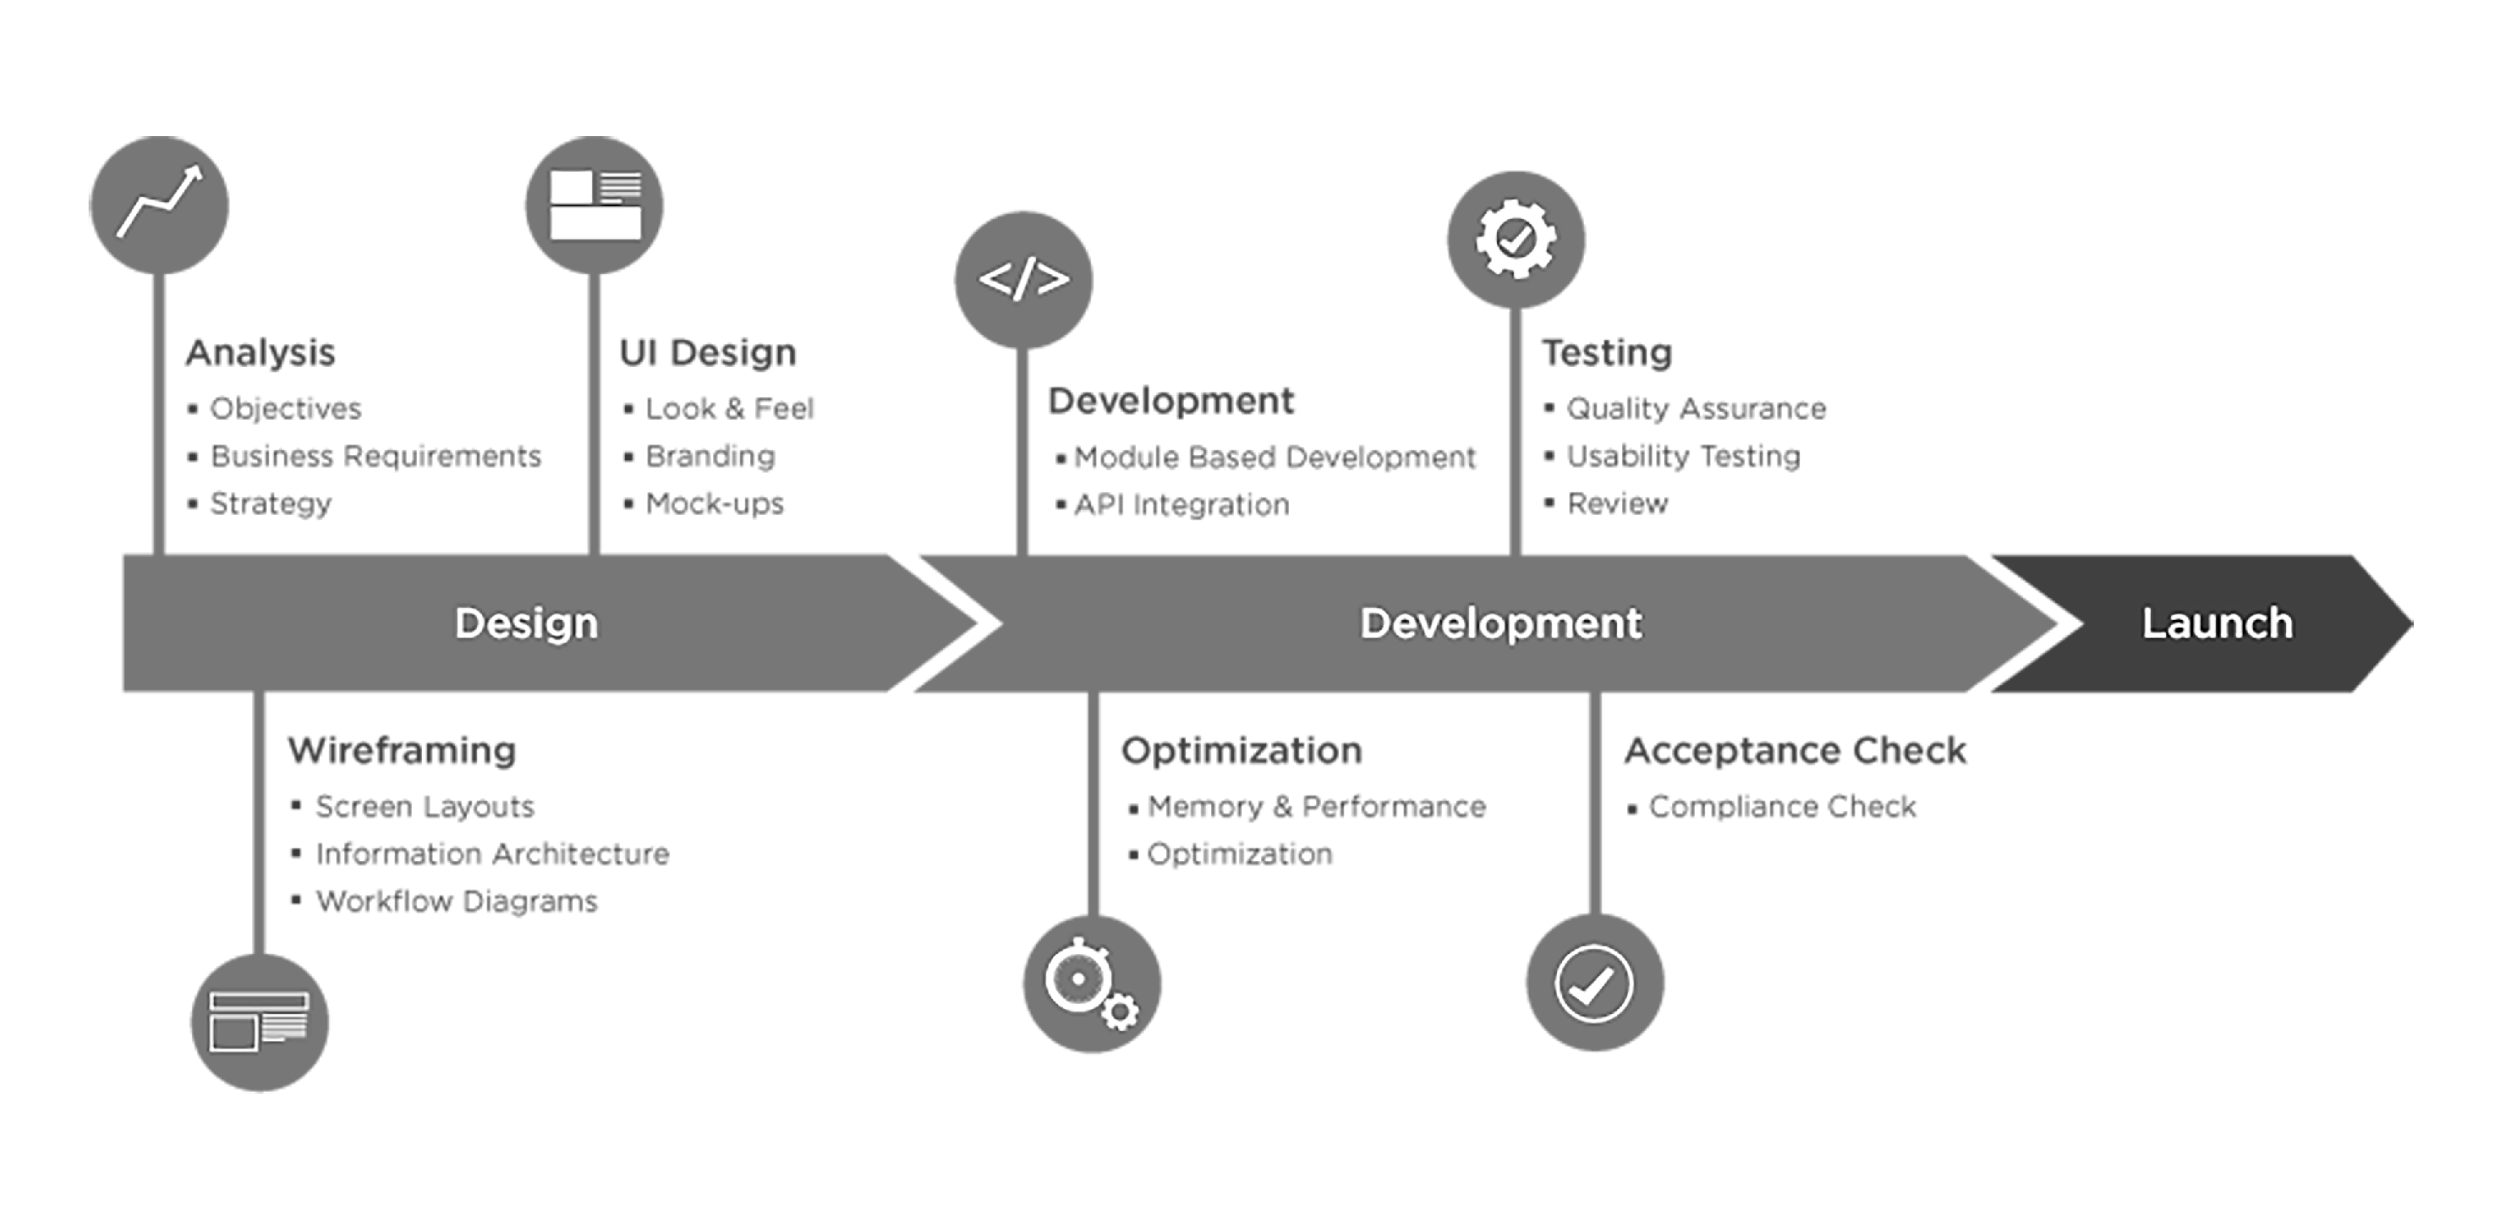 Analysis
▪ Objectives
▪ Business Requirements
▪ Strategy
UI Design
▪ Look & Feel
▪ Branding
▪ Mock-ups
</>
Development
▪ Module Based Development
▪ API Integration
Testing
▪ Quality Assurance
▪ Usability Testing
▪ Review
Design
Development
Launch
Wireframing
▪ Screen Layouts
▪ Information Architecture
▪ Workflow Diagrams
Optimization
▪ Memory & Performance
▪ Optimization
Acceptance Check
▪ Compliance Check